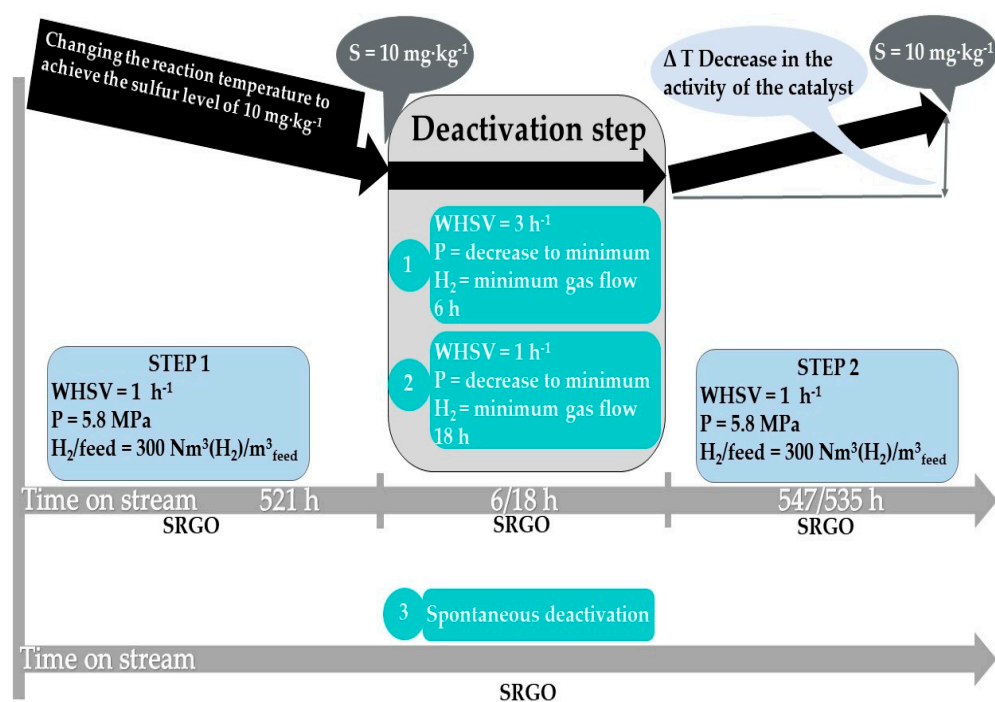 Changing the reaction temperature to
achieve the sulfur level of 10 mg·kg⁻¹
S = 10 mg·kg⁻¹
Δ T Decrease in the
activity of the catalyst
S = 10 mg·kg⁻¹
Deactivation step
1
WHSV = 3 h⁻¹
P = decrease to minimum
H₂ = minimum gas flow
6 h
2
WHSV = 1 h⁻¹
P = decrease to minimum
H₂ = minimum gas flow
18 h
STEP 1
WHSV = 1 h⁻¹
P = 5.8 MPa
H₂/feed = 300 Nm³(H₂)/m³feed
STEP 2
WHSV = 1 h⁻¹
P = 5.8 MPa
H₂/feed = 300 Nm³(H₂)/m³feed
Time on stream 521 h 6/18 h 547/535 h
SRGO SRGO SRGO
3 Spontaneous deactivation
Time on stream
SRGO